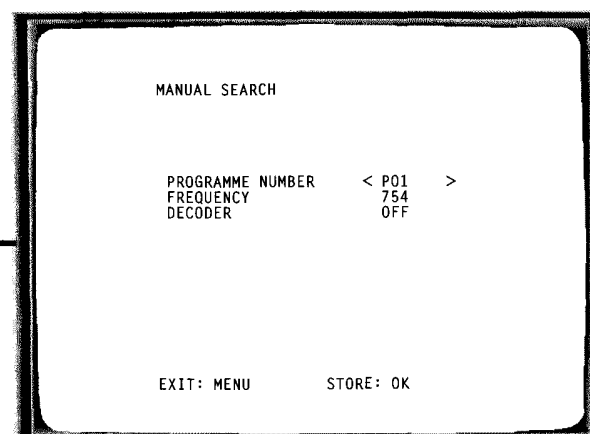 MANUAL SEARCH
PROGRAMME NUMBER < P01 >
FREQUENCY 754
DECODER OFF
EXIT: MENU STORE: OK